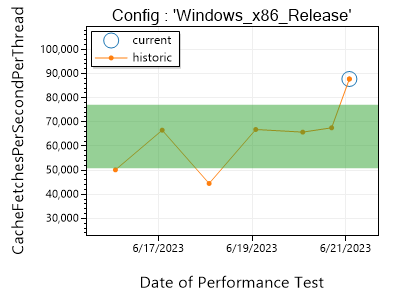 Config : 'Windows_x86_Release'
CacheFetchesPerSecondPerThread
current
historic
100,000
90,000
80,000
70,000
60,000
50,000
40,000
30,000
6/17/2023
6/19/2023
6/21/2023
Date of Performance Test